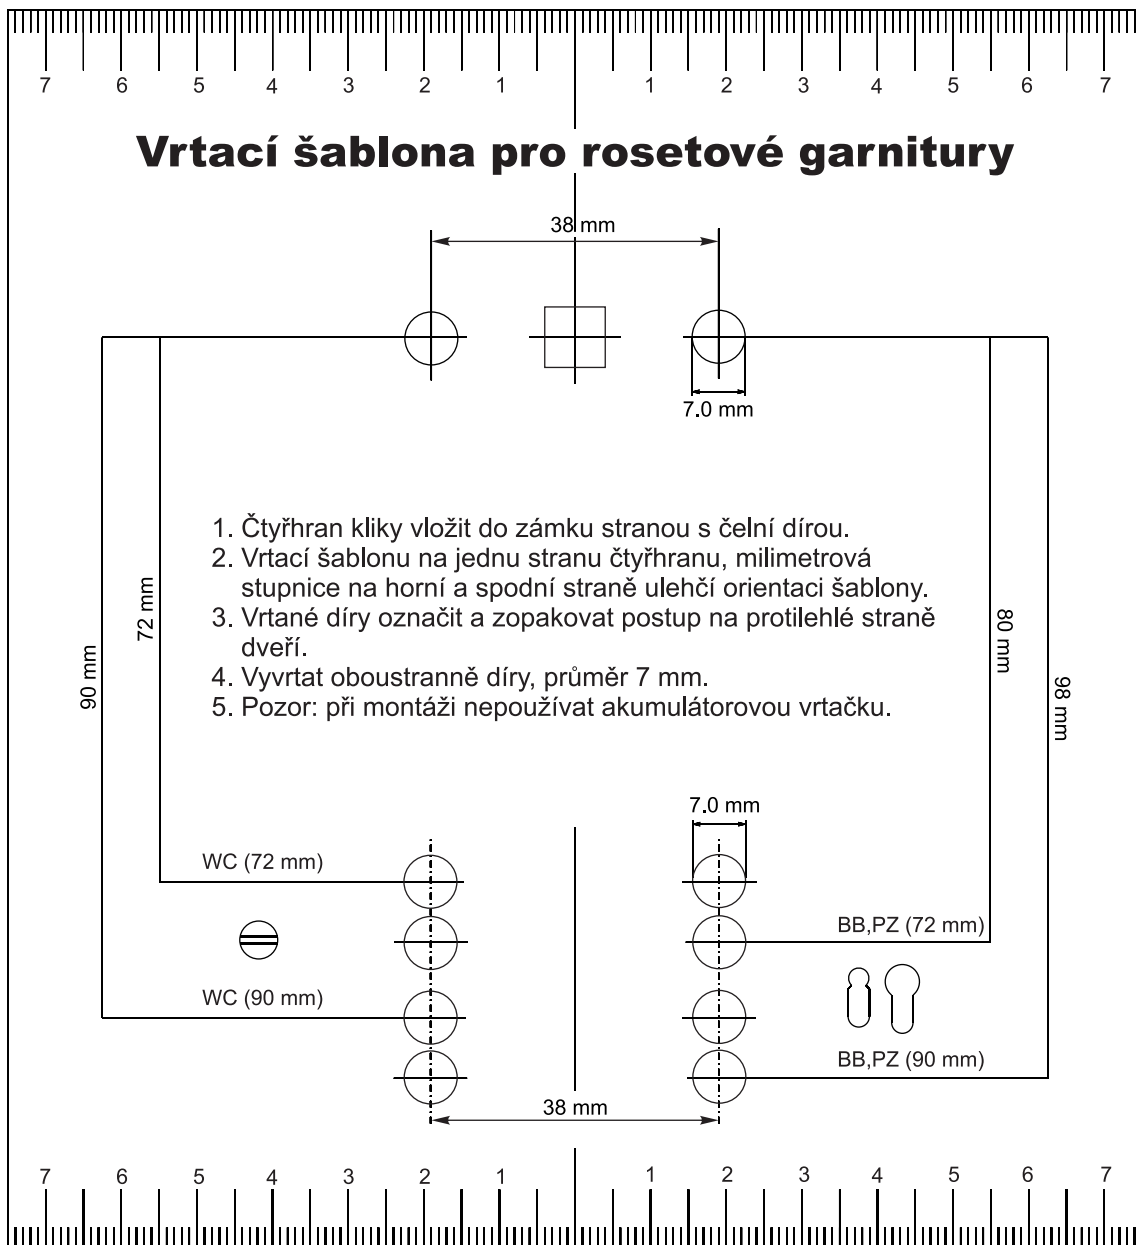 7 6 5 4 3 2 1 1 2 3 4 5 6 7
Vrtací šablona pro rosetové garnitury
38 mm
7.0 mm
1. Čtyřhran kliky vložit do zámku stranou s čelní dírou.
2. Vrtací šablonu na jednu stranu čtyřhranu, milimetrová
stupnice na horní a spodní straně ulehčí orientaci šablony.
3. Vrtané díry označit a zopakovat postup na protilehlé straně
dveří.
4. Vyvrtat oboustranně díry, průměr 7 mm.
5. Pozor: při montáži nepoužívat akumulátorovou vrtačku.
72 mm
90 mm
80 mm
98 mm
7.0 mm
WC (72 mm)
BB,PZ (72 mm)
WC (90 mm)
BB,PZ (90 mm)
38 mm
7 6 5 4 3 2 1 1 2 3 4 5 6 7